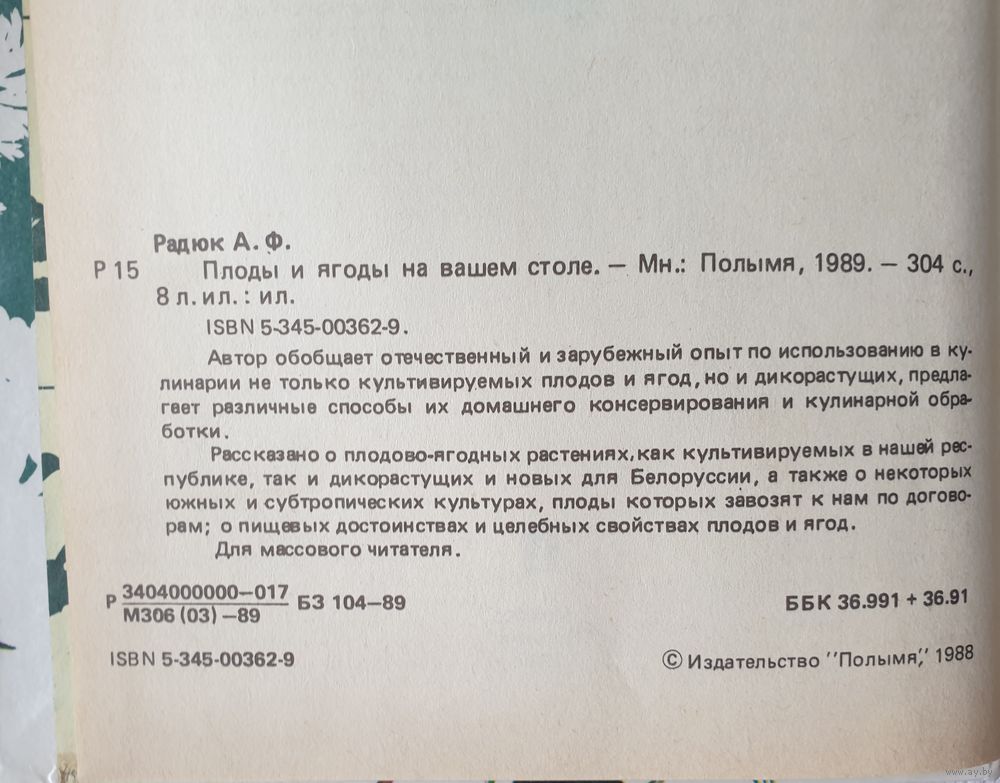 Радюк А. Ф.
Р 15 Плоды и ягоды на вашем столе. — Мн.: Полымя, 1989. — 304 с.,
8 л. ил. : ил.
ISBN 5-345-00362-9.
Автор обобщает отечественный и зарубежный опыт по использованию в ку-
линарии не только культивируемых плодов и ягод, но и дикорастущих, предла-
гает различные способы их домашнего консервирования и кулинарной обра-
ботки.
Рассказано о плодово-ягодных растениях, как культивируемых в нашей рес-
публике, так и дикорастущих и новых для Белоруссии, а также о некоторых
южных и субтропических культурах, плоды которых завозят к нам по догово-
рам; о пищевых достоинствах и целебных свойствах плодов и ягод.
Для массового читателя.
Р 3404000000—017
М306 (03) —89
БЗ 104—89
ББК 36.991 + 36.91
ISBN 5-345-00362-9
© Издательство "Полымя", 1988
www.ay.by